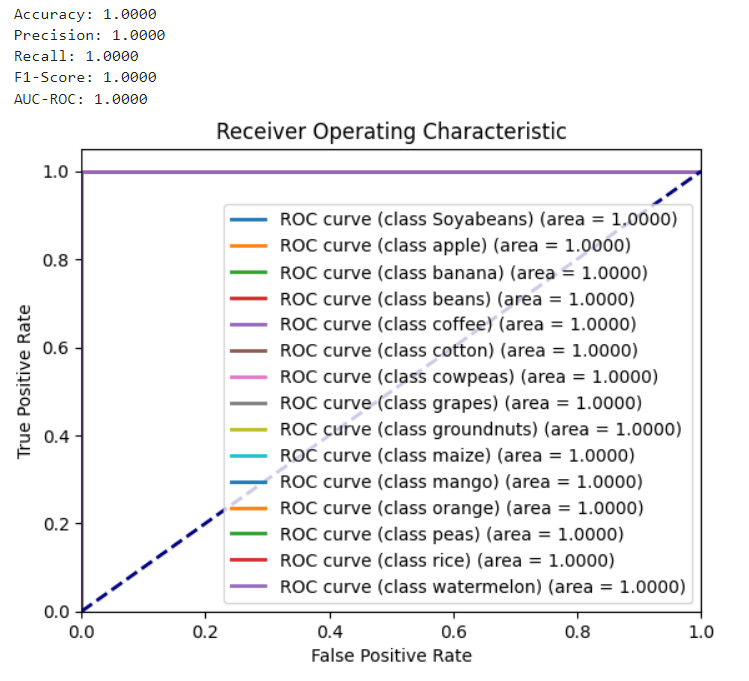 Accuracy: 1.0000
Precision: 1.0000
Recall: 1.0000
F1-Score: 1.0000
AUC-ROC: 1.0000
Receiver Operating Characteristic
True Positive Rate
1.0
0.8
0.6
0.4
0.2
0.0
ROC curve (class Soyabeans) (area = 1.0000)
ROC curve (class apple) (area = 1.0000)
ROC curve (class banana) (area = 1.0000)
ROC curve (class beans) (area = 1.0000)
ROC curve (class coffee) (area = 1.0000)
ROC curve (class cotton) (area = 1.0000)
ROC curve (class cowpeas) (area = 1.0000)
ROC curve (class grapes) (area = 1.0000)
ROC curve (class groundnuts) (area = 1.0000)
ROC curve (class maize) (area = 1.0000)
ROC curve (class mango) (area = 1.0000)
ROC curve (class orange) (area = 1.0000)
ROC curve (class peas) (area = 1.0000)
ROC curve (class rice) (area = 1.0000)
ROC curve (class watermelon) (area = 1.0000)
0.0 0.2 0.4 0.6 0.8 1.0
False Positive Rate